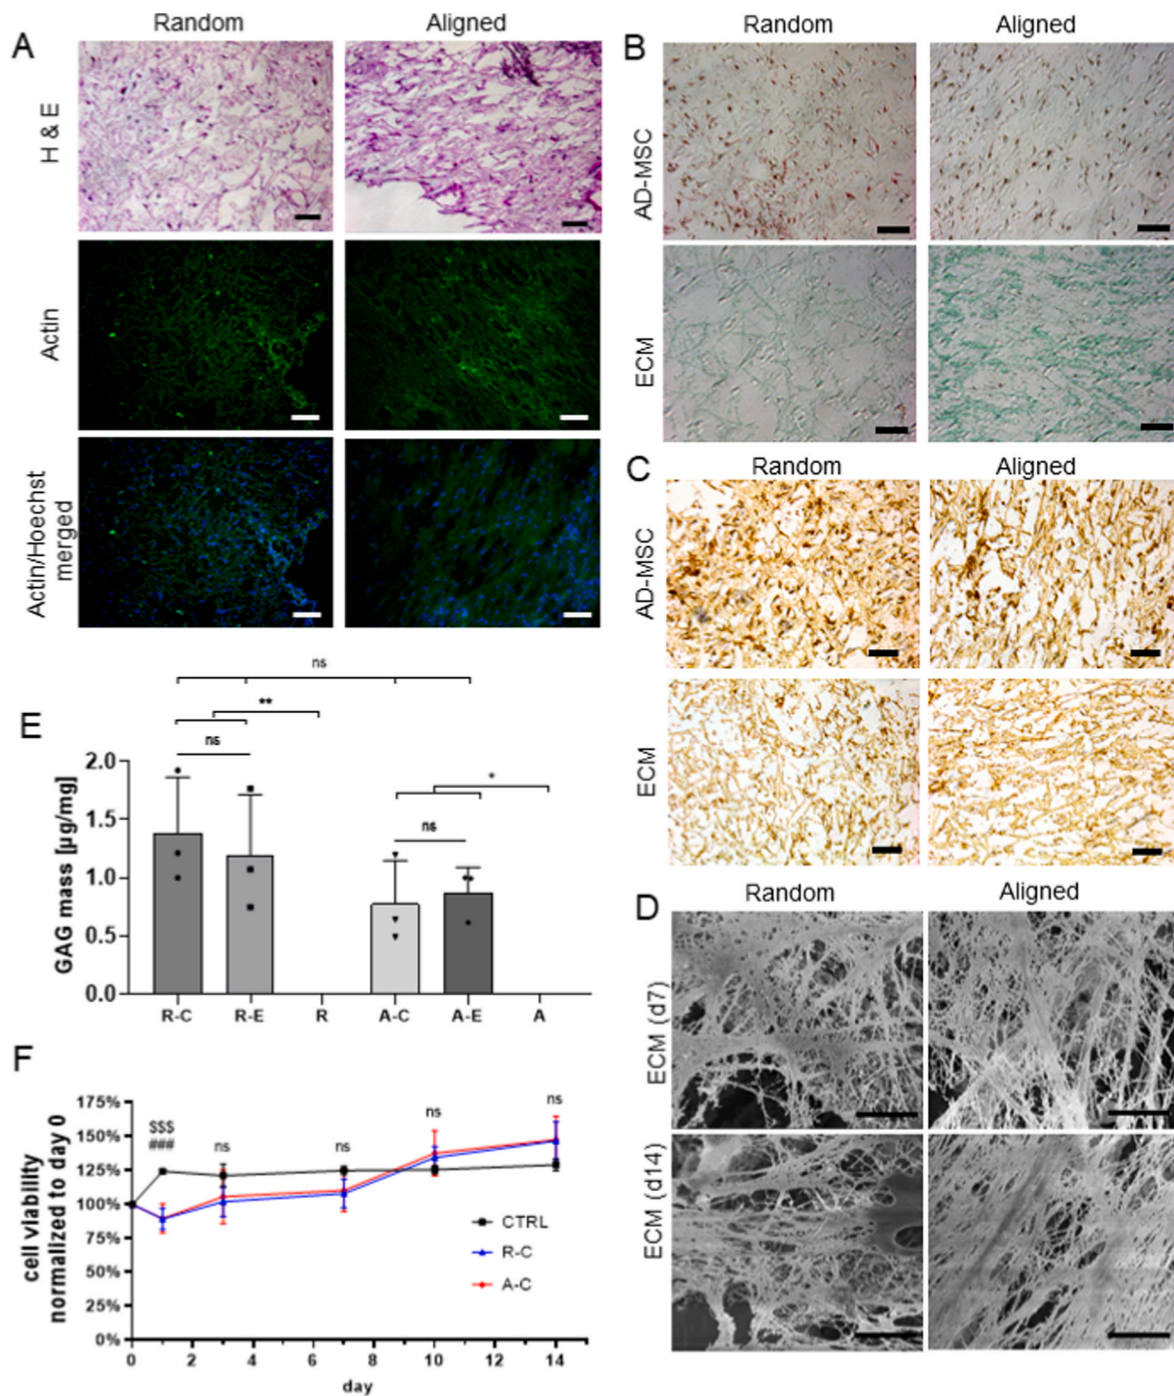 A
Random
Aligned
H & E
Actin
Actin/Hoechst
merged
B
Random
Aligned
AD-MSC
ECM
C
Random
Aligned
AD-MSC
ECM
D
Random
Aligned
ECM (d7)
ECM (d14)
E
ns
**
ns
*
ns
GAG mass [µg/mg]
2.0
1.5
1.0
0.5
0.0
R-C
R-E
R
A-C
A-E
A
F
cell viability
normalized to day 0
175%
150%
125%
100%
75%
50%
25%
0%
$$$
###
ns
ns
ns
ns
CTRL
R-C
A-C
0
2
4
6
8
10
12
14
day